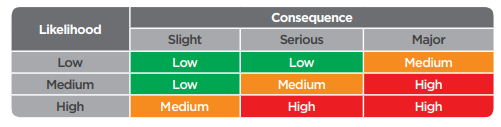 Likelihood
Consequence
Slight Serious Major
Low Low Low Medium
Medium Low Medium High
High Medium High High